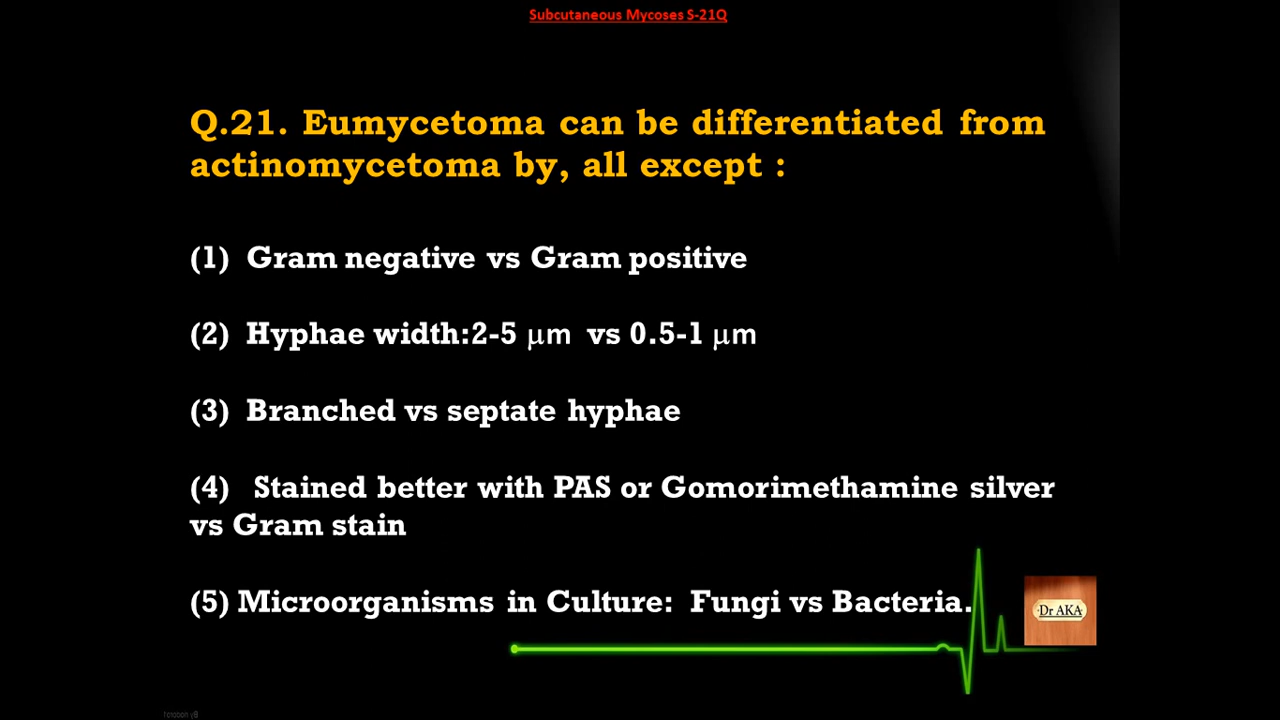 Subcutaneous Mycoses S-21Q
Q.21. Eumycetoma can be differentiated from
actinomycetoma by, all except :
(1) Gram negative vs Gram positive
(2) Hyphae width:2-5 μm vs 0.5-1 μm
(3) Branched vs septate hyphae
(4) Stained better with PAS or Gomorimethamine silver
vs Gram stain
(5) Microorganisms in Culture: Fungi vs Bacteria.
Dr AKA